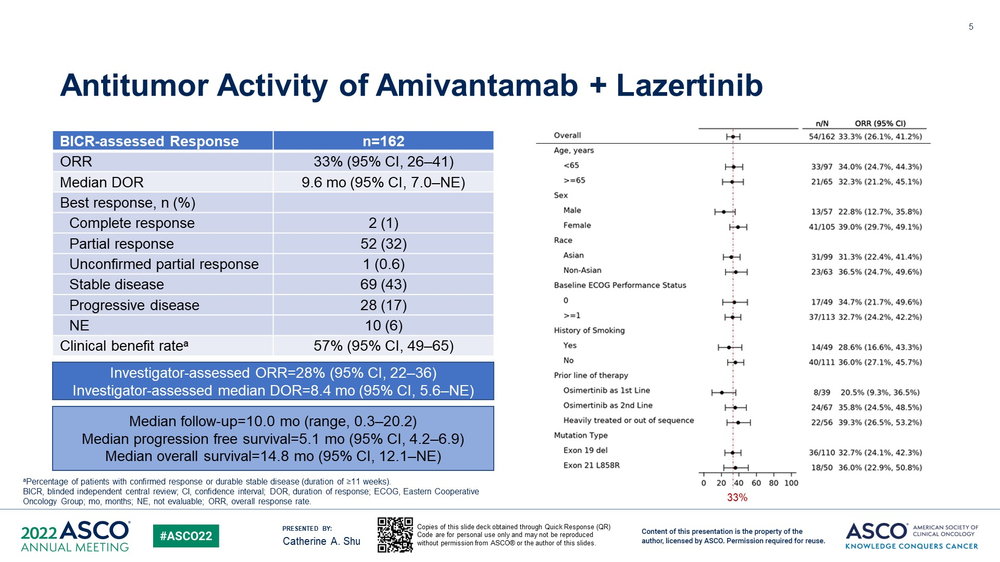 5
Antitumor Activity of Amivantamab + Lazertinib
BICR-assessed Response n=162
ORR 33% (95% CI, 26–41)
Median DOR 9.6 mo (95% CI, 7.0–NE)
Best response, n (%)
Complete response 2 (1)
Partial response 52 (32)
Unconfirmed partial response 1 (0.6)
Stable disease 69 (43)
Progressive disease 28 (17)
NE 10 (6)
Clinical benefit rateᵃ 57% (95% CI, 49–65)
Investigator-assessed ORR=28% (95% CI, 22–36)
Investigator-assessed median DOR=8.4 mo (95% CI, 5.6–NE)
Median follow-up=10.0 mo (range, 0.3–20.2)
Median progression free survival=5.1 mo (95% CI, 4.2–6.9)
Median overall survival=14.8 mo (95% CI, 12.1–NE)
n/N ORR (95% CI)
Overall 54/162 33.3% (26.1%, 41.2%)
Age, years
<65 33/97 34.0% (24.7%, 44.3%)
>=65 21/65 32.3% (21.2%, 45.1%)
Sex
Male 13/57 22.8% (12.7%, 35.8%)
Female 41/105 39.0% (29.7%, 49.1%)
Race
Asian 31/99 31.3% (22.4%, 41.4%)
Non-Asian 23/63 36.5% (24.7%, 49.6%)
Baseline ECOG Performance Status
0 17/49 34.7% (21.7%, 49.6%)
>=1 37/113 32.7% (24.2%, 42.2%)
History of Smoking
Yes 14/49 28.6% (16.6%, 43.3%)
No 40/111 36.0% (27.1%, 45.7%)
Prior line of therapy
Osimertinib as 1st Line 8/39 20.5% (9.3%, 36.5%)
Osimertinib as 2nd Line 24/67 35.8% (24.5%, 48.5%)
Heavily treated or out of sequence 22/56 39.3% (26.5%, 53.2%)
Mutation Type
Exon 19 del 36/110 32.7% (24.1%, 42.3%)
Exon 21 L858R 18/50 36.0% (22.9%, 50.8%)
0 20 40 60 80 100
33%
ᵃPercentage of patients with confirmed response or durable stable disease (duration of ≥11 weeks).
BICR, blinded independent central review; CI, confidence interval; DOR, duration of response; ECOG, Eastern Cooperative
Oncology Group; mo, months; NE, not evaluable; ORR, overall response rate.
2022 ASCO®
ANNUAL MEETING
#ASCO22
PRESENTED BY:
Catherine A. Shu
Copies of this slide deck obtained through Quick Response (QR)
Code are for personal use only and may not be reproduced
without permission from ASCO® or the author of this slides.
Content of this presentation is the property of the
author, licensed by ASCO. Permission required for reuse.
ASCO® AMERICAN SOCIETY OF
CLINICAL ONCOLOGY
KNOWLEDGE CONQUERS CANCER